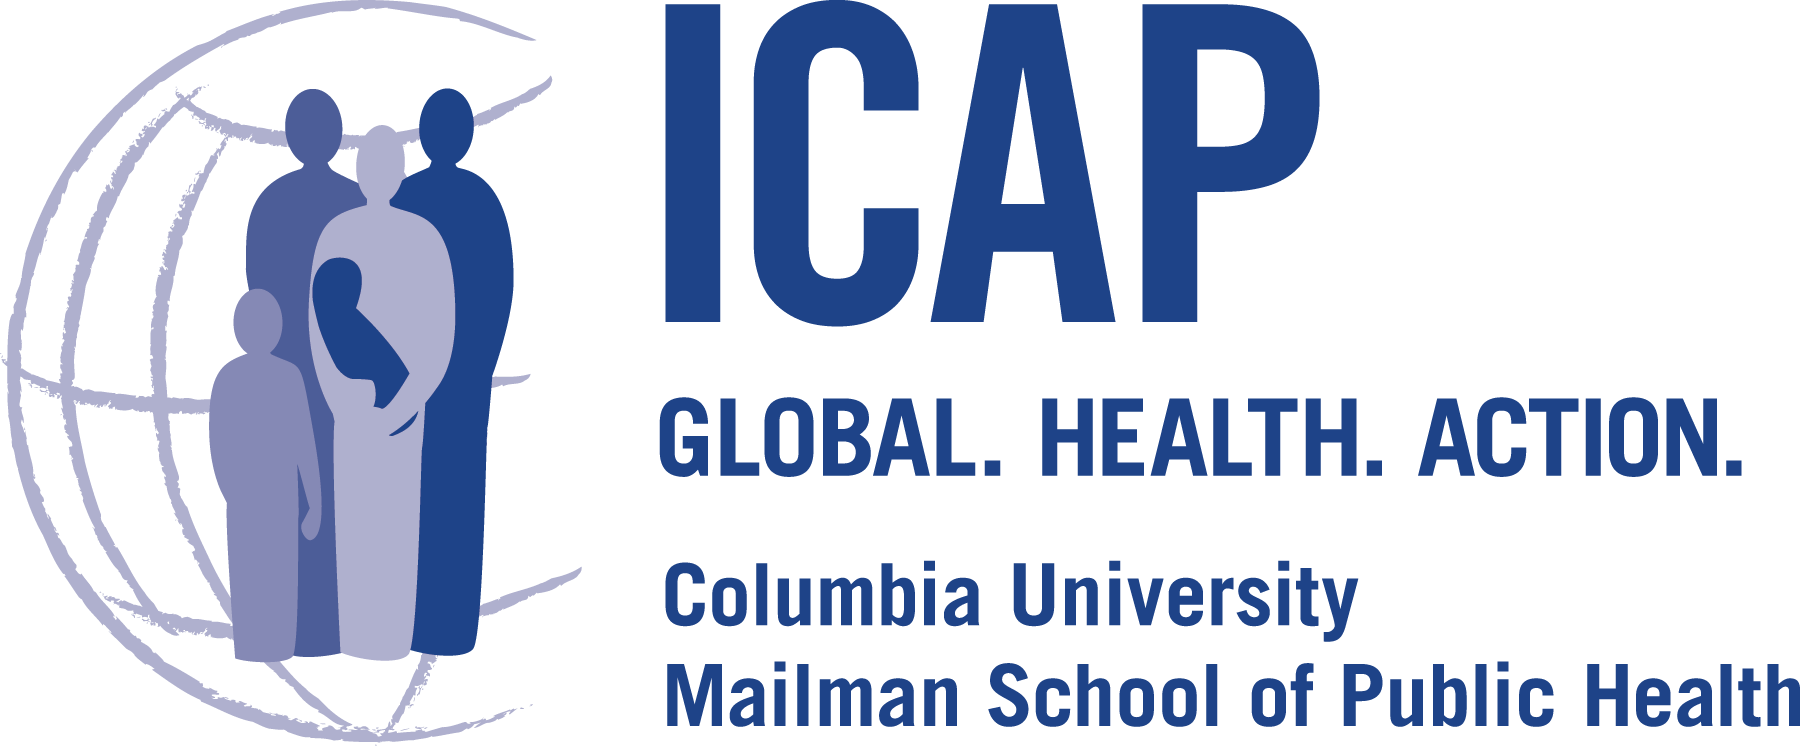 ICAP
GLOBAL. HEALTH. ACTION.
Columbia University
Mailman School of Public Health